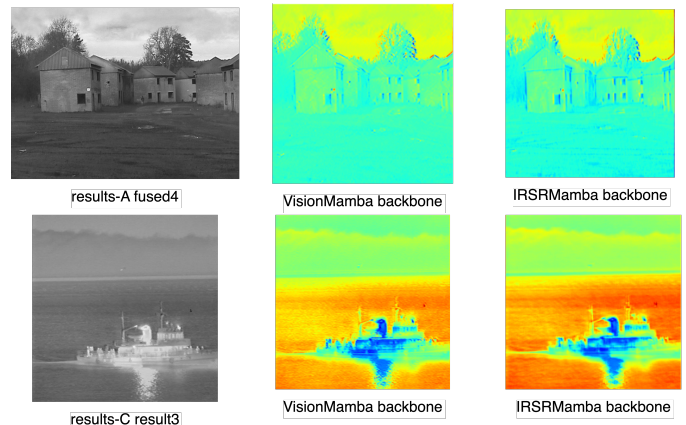 results-A fused4
VisionMamba backbone
IRSRMamba backbone
results-C result3
VisionMamba backbone
IRSRMamba backbone